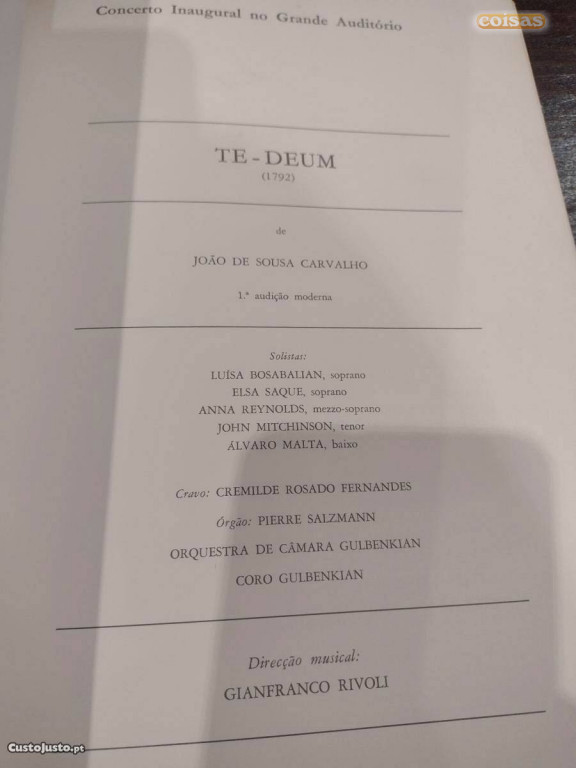 coisas
Concerto Inaugural no Grande Auditório
TE-DEUM
(1792)
de
JOÃO DE SOUSA CARVALHO
1.ª audição moderna
Solistas:
LUÍSA BOSABALIAN, soprano
ELSA SAQUE, soprano
ANNA REYNOLDS, mezzo-soprano
JOHN MITCHINSON, tenor
ÁLVARO MALTA, baixo
Cravo: CREMILDE ROSADO FERNANDES
Órgão: PIERRE SALZMANN
ORQUESTRA DE CÂMARA GULBENKIAN
CORO GULBENKIAN
Direcção musical:
GIANFRANCO RIVOLI
CustoJusto.pt